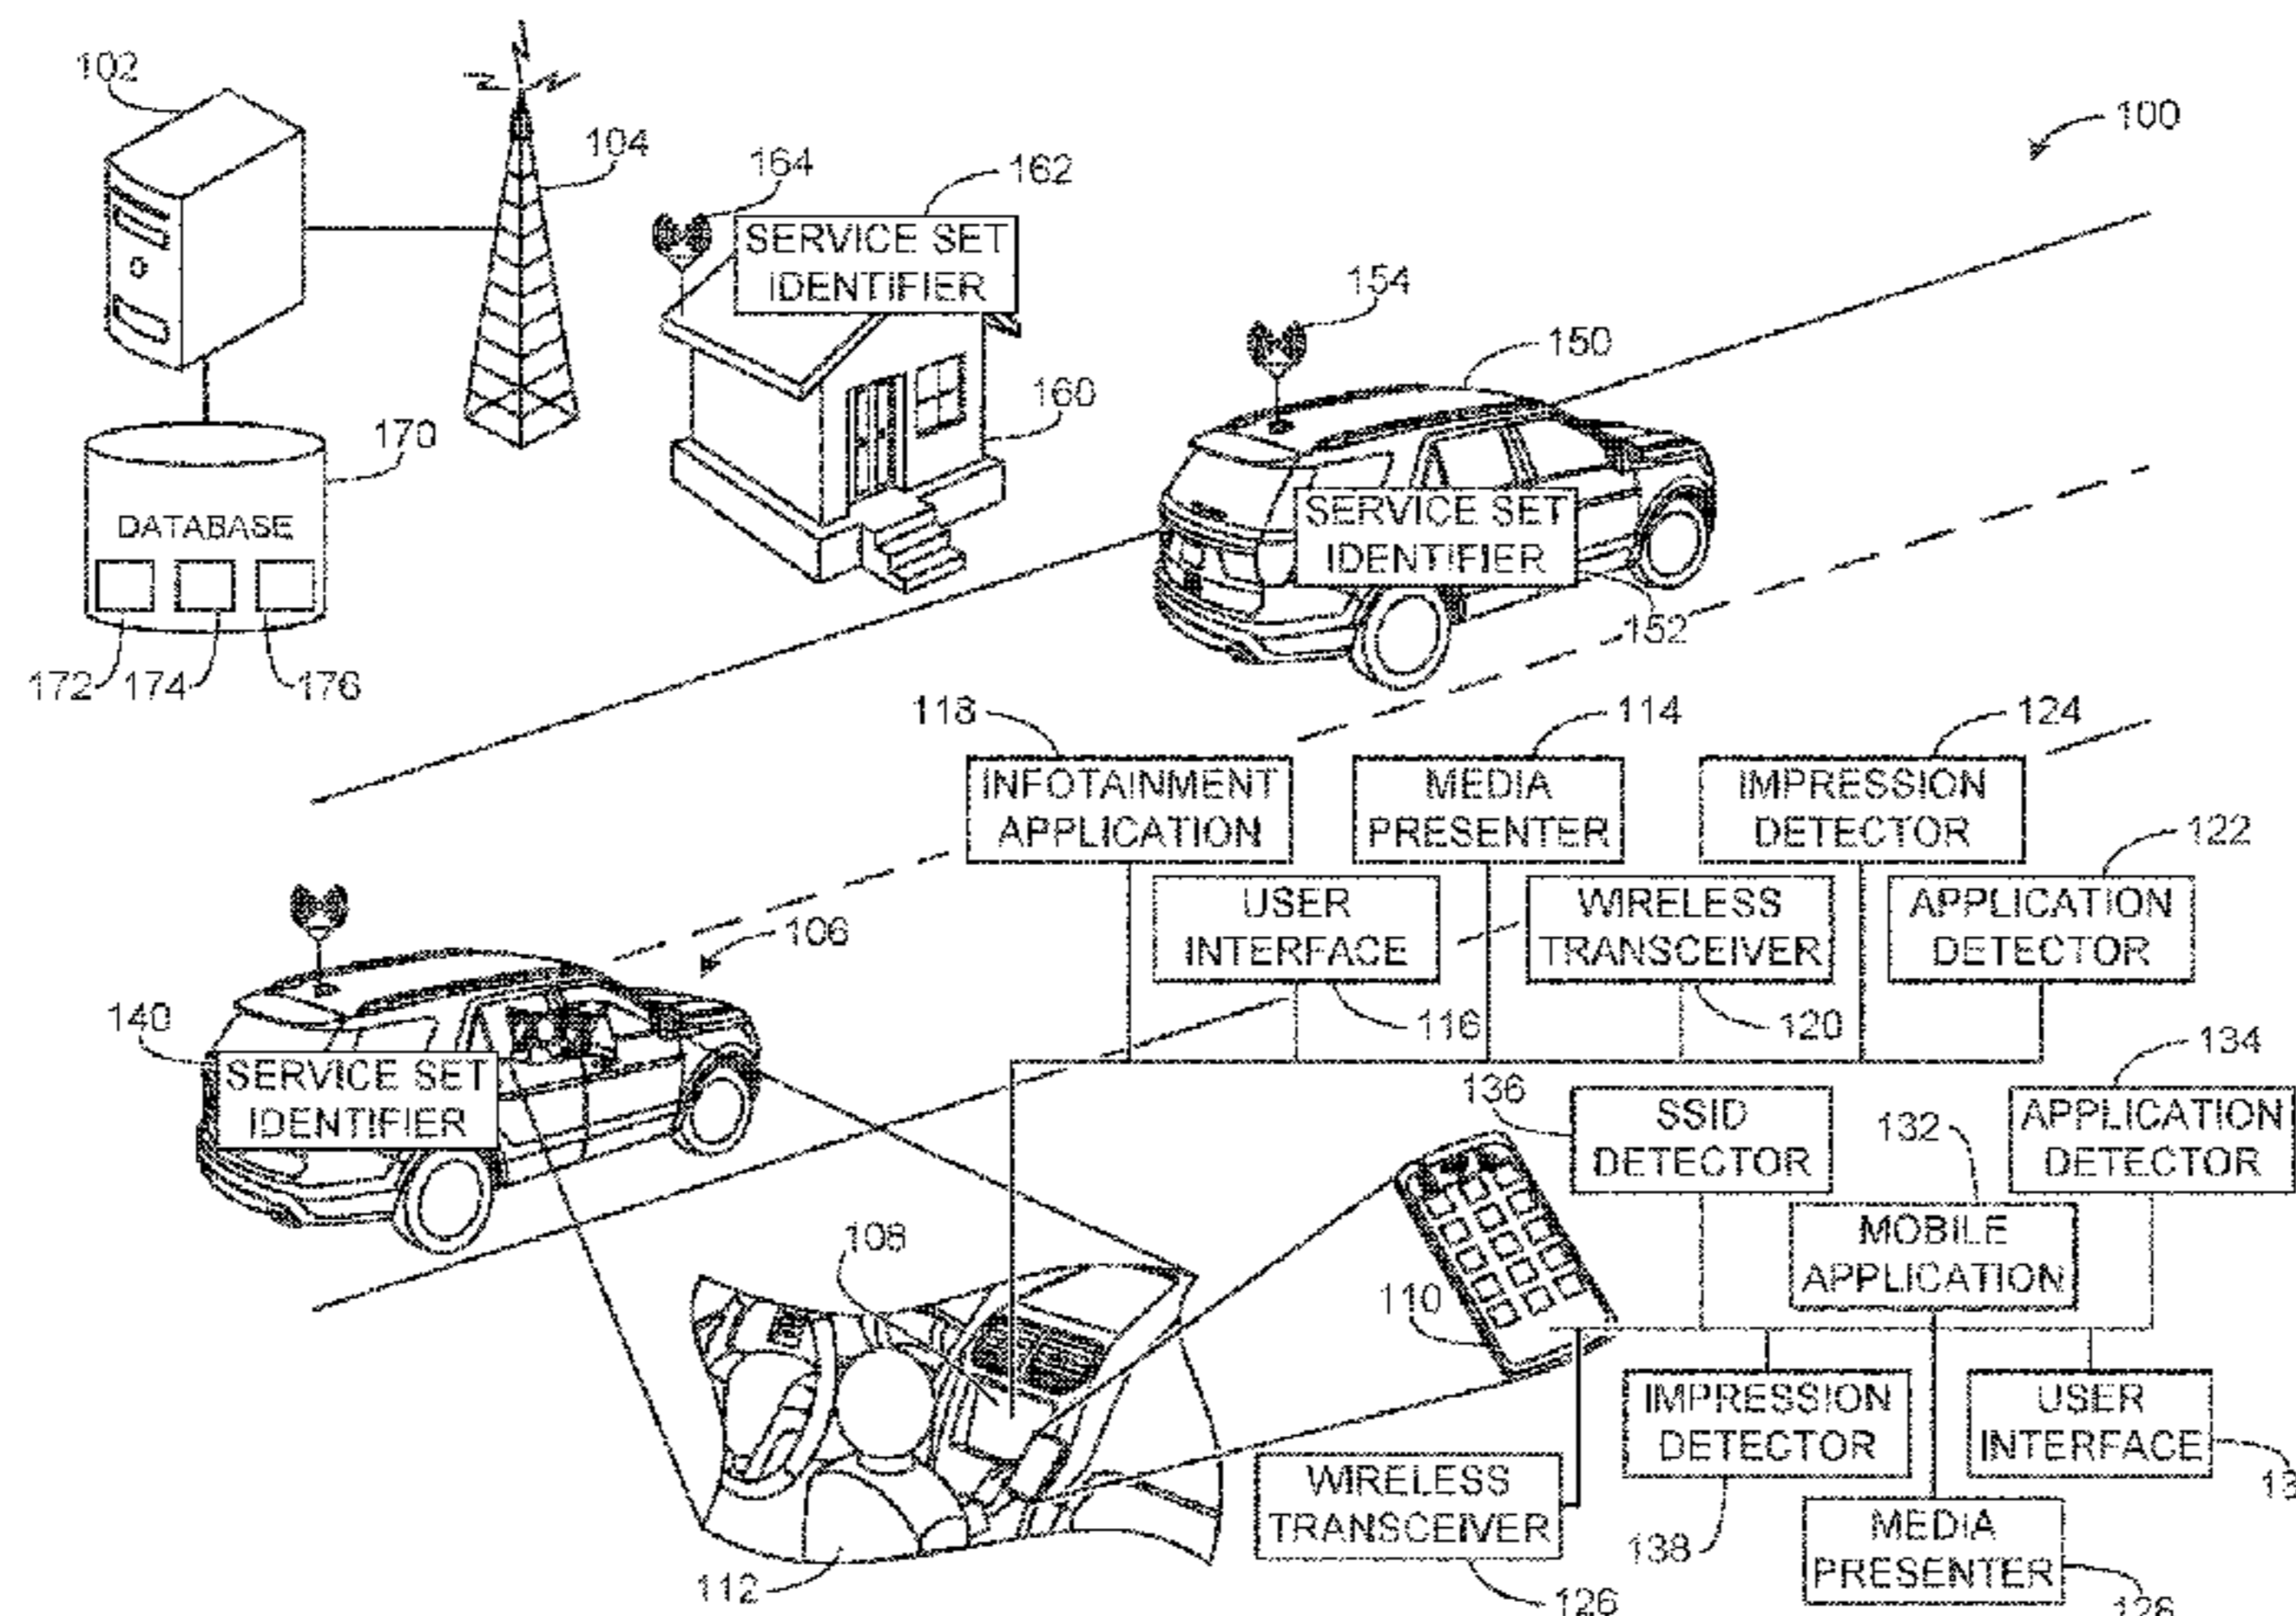 102
104
164
162
100
SERVICE SET
IDENTIFIER
154
150
160
170
DATABASE
SERVICE SET
IDENTIFIER
152
172
174
176
118
114
124
INFOTAINMENT
APPLICATION
MEDIA
PRESENTER
IMPRESSION
DETECTOR
122
USER
INTERFACE
WIRELESS
TRANSCEIVER
APPLICATION
DETECTOR
106
116
120
140
SERVICE SET
IDENTIFIER
134
136
SSID
DETECTOR
132
APPLICATION
DETECTOR
MOBILE
APPLICATION
108
110
IMPRESSION
DETECTOR
USER
INTERFACE
WIRELESS
TRANSCEIVER
138
MEDIA
PRESENTER
112
126